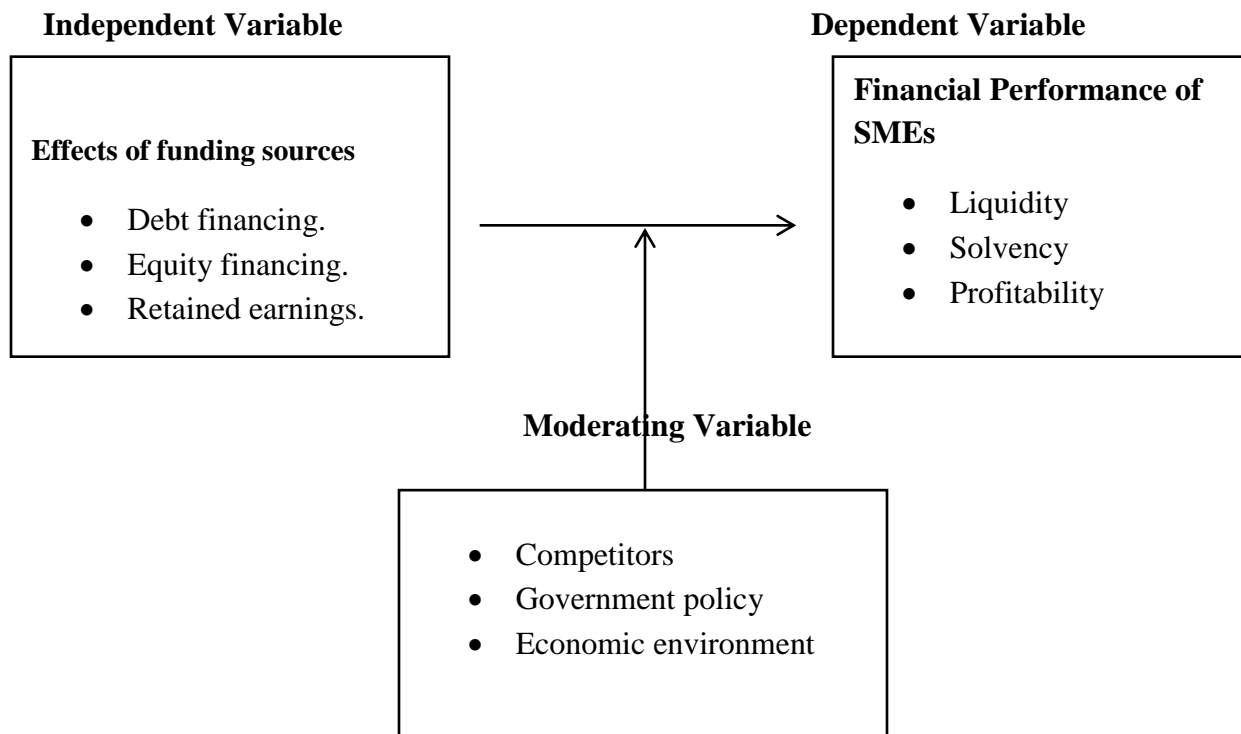 Independent Variable
Dependent Variable
Effects of funding sources
• Debt financing.
• Equity financing.
• Retained earnings.
Financial Performance of
SMEs
• Liquidity
• Solvency
• Profitability
Moderating Variable
• Competitors
• Government policy
• Economic environment